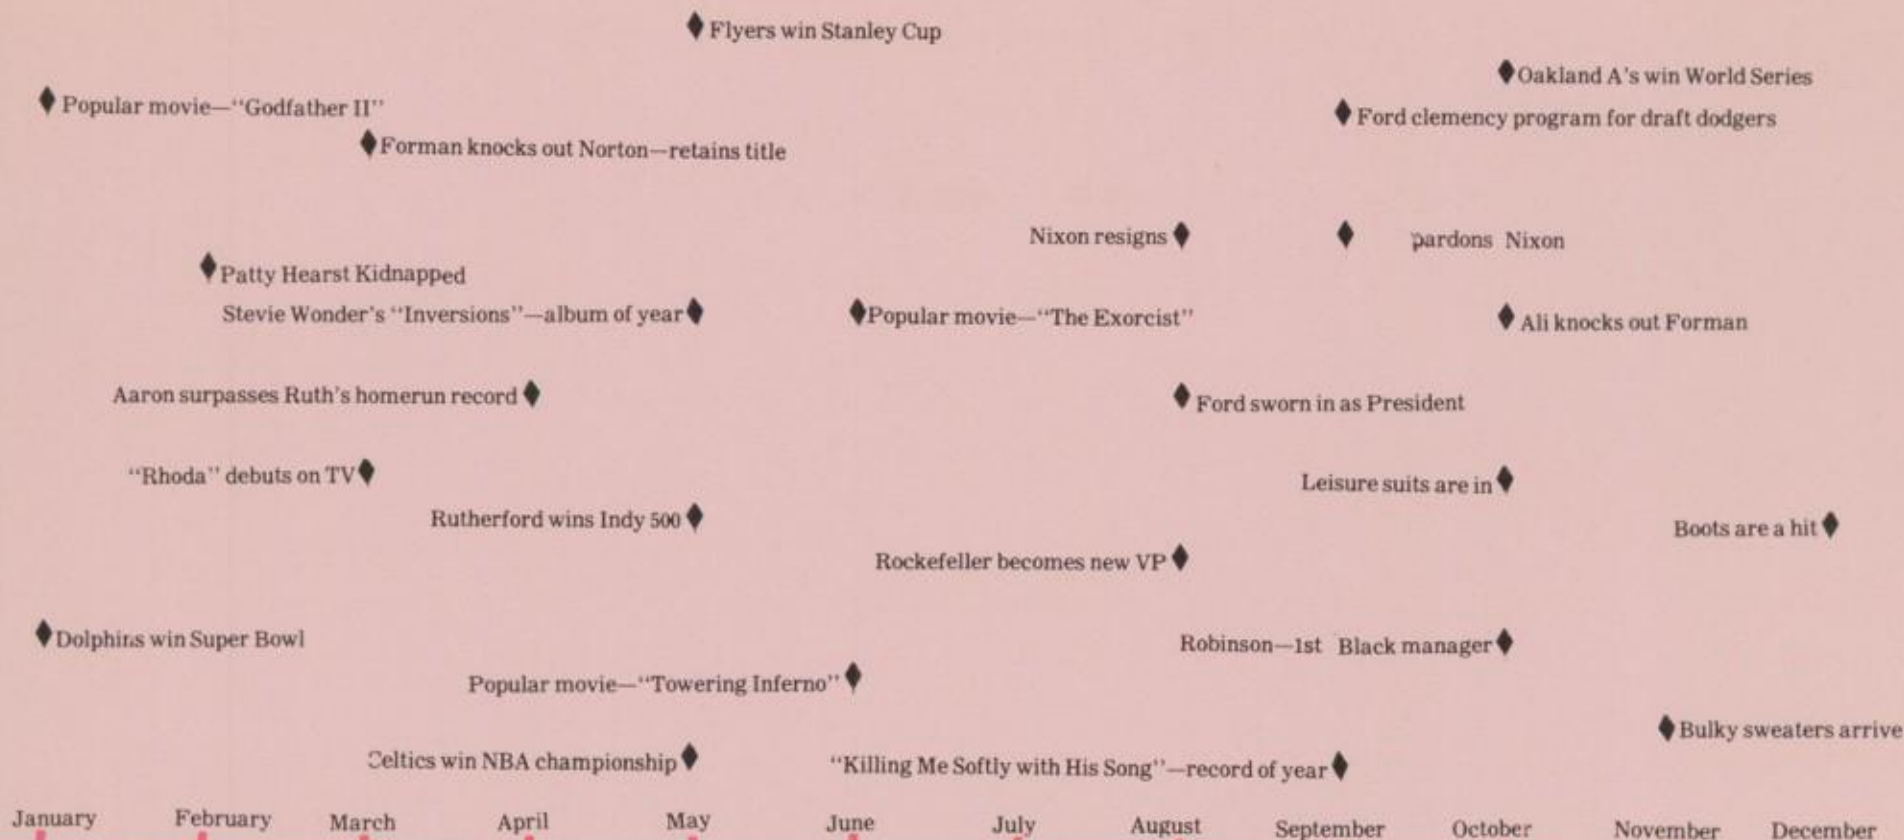 Flyers win Stanley Cup
Oakland A's win World Series
Popular movie—"Godfather II"
Ford clemency program for draft dodgers
Forman knocks out Norton—retains title
Nixon resigns
pardons Nixon
Patty Hearst Kidnapped
Stevie Wonder's "Inversions"—album of year
Popular movie—"The Exorcist"
Ali knocks out Forman
Aaron surpasses Ruth's homerun record
Ford sworn in as President
"Rhoda" debuts on TV
Leisure suits are in
Rutherford wins Indy 500
Boots are a hit
Rockefeller becomes new VP
Dolphins win Super Bowl
Robinson—1st Black manager
Popular movie—"Towering Inferno"
Bulky sweaters arrive
Celtics win NBA championship
"Killing Me Softly with His Song"—record of year
January February March April May June July August September October November December